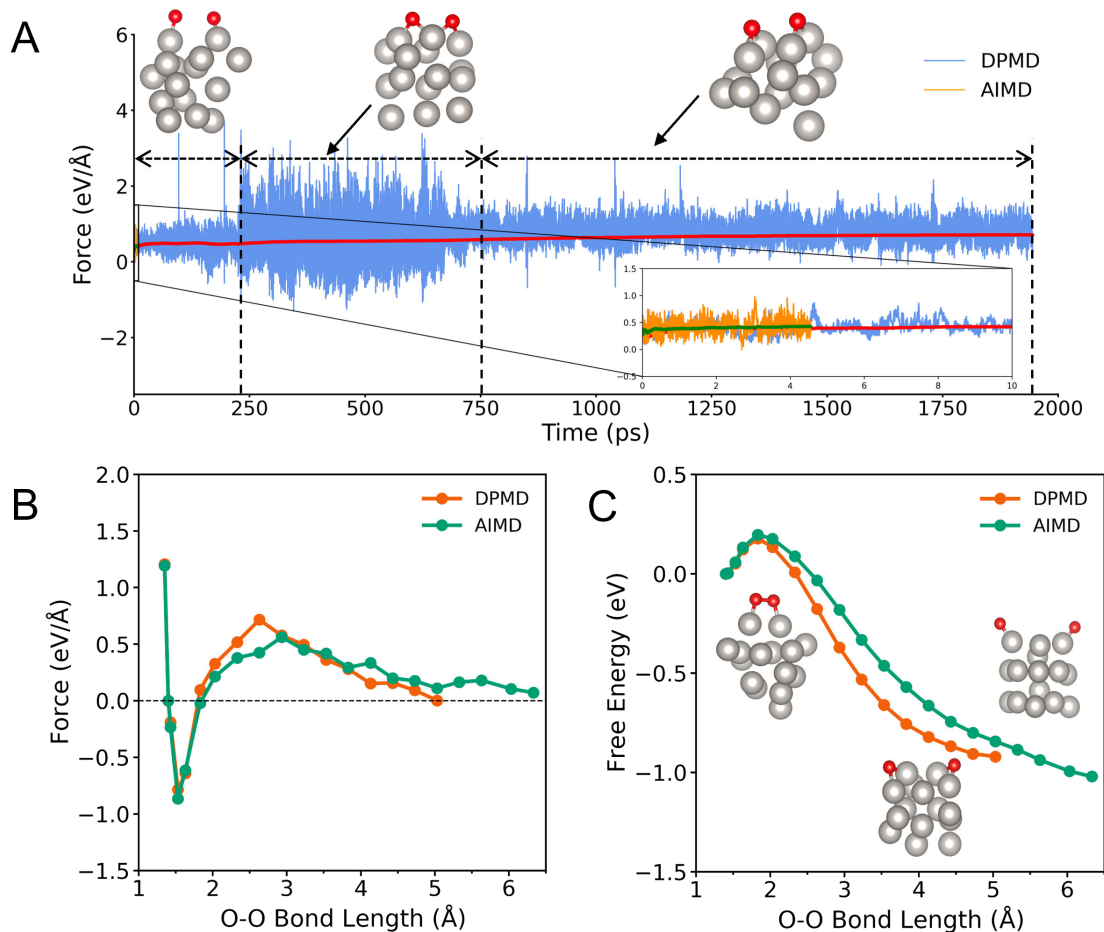 A
6
4
2
0
−2
Force (eV/Å)
DPMD
AIMD
1.5
1.0
0.5
0.0
−0.5
0 2 4 6 8 10
0 250 500 750 1000 1250 1500 1750 2000
Time (ps)
B
2.0
1.5
1.0
0.5
0.0
−0.5
−1.0
−1.5
Force (eV/Å)
DPMD
AIMD
1 2 3 4 5 6
O-O Bond Length (Å)
C
0.5
0.0
−0.5
−1.0
−1.5
Free Energy (eV)
DPMD
AIMD
1 2 3 4 5 6
O-O Bond Length (Å)